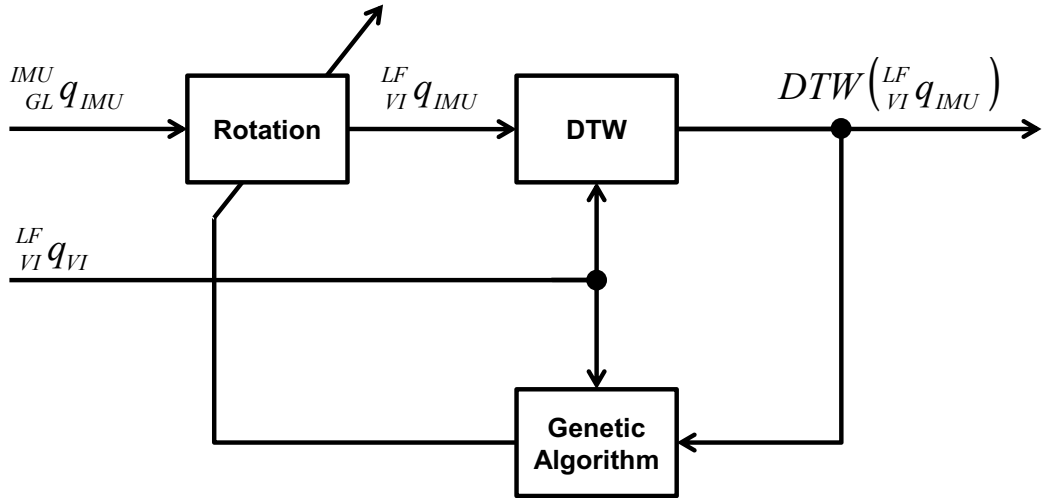 IMU GL q IMU
LF VI q IMU
DTW(LF VI q IMU)
Rotation
DTW
LF VI q VI
Genetic
Algorithm